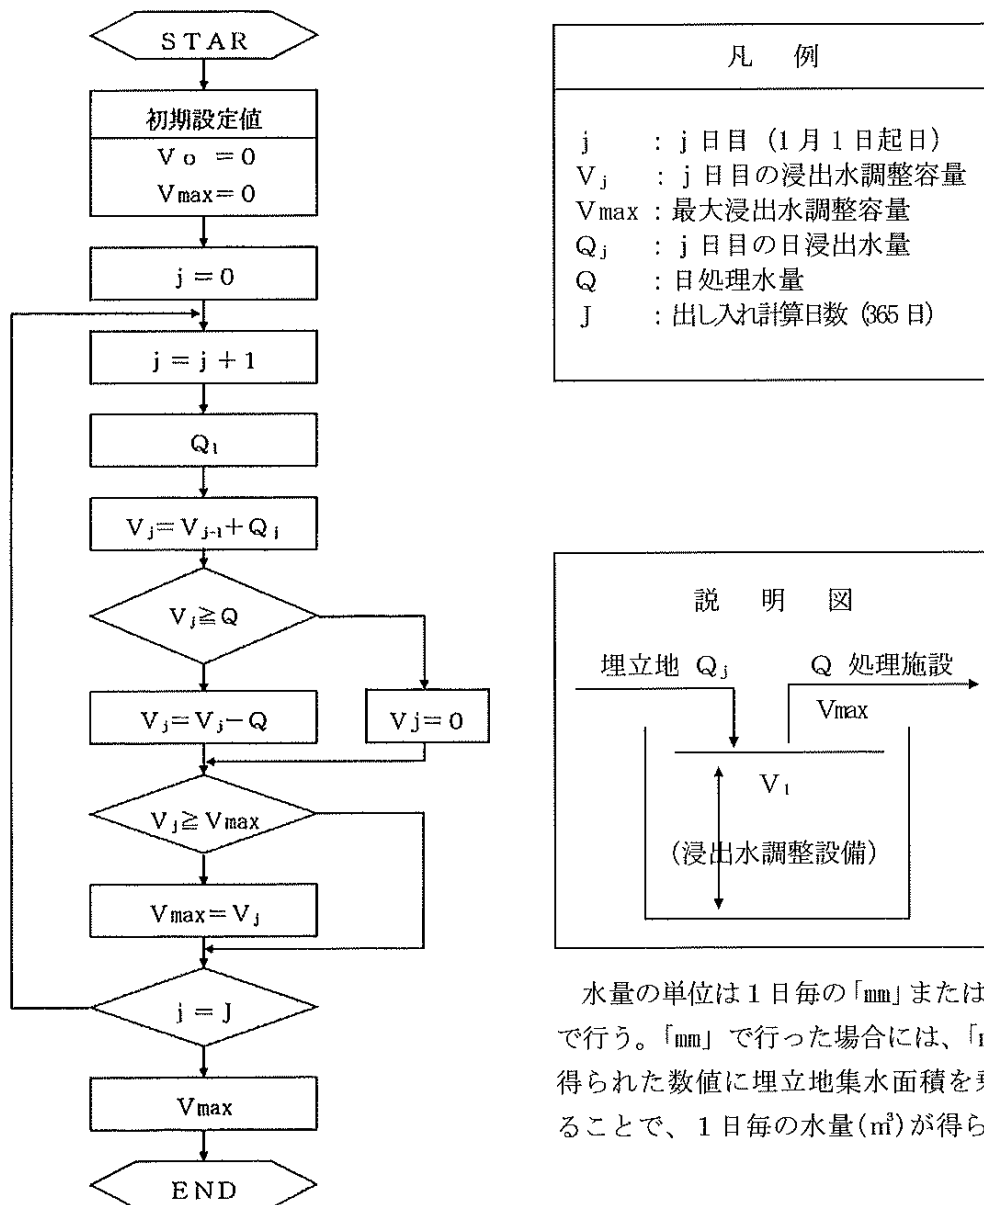 STAR
初期設定値
Vo =0
Vmax=0
j=0
j=j+1
Q₁
Vⱼ=Vⱼ₋₁+Qⱼ
Vⱼ≧Q
Vⱼ=Vⱼ−Q
Vj=0
Vⱼ≧Vmax
Vmax=Vⱼ
j=J
Vmax
END
凡 例
j :j日目(1月1日起日)
Vⱼ :j日目の浸出水調整容量
Vmax:最大浸出水調整容量
Qⱼ :j日目の日浸出水量
Q :日処理水量
J :出し入れ計算日数(365日)
説 明 図
埋立地 Qⱼ Q 処理施設
Vmax
V₁
(浸出水調整設備)
水量の単位は1日毎の「㎜」または
で行う。「㎜」で行った場合には、「
得られた数値に埋立地集水面積を
ることで、1日毎の水量(㎥)が得ら